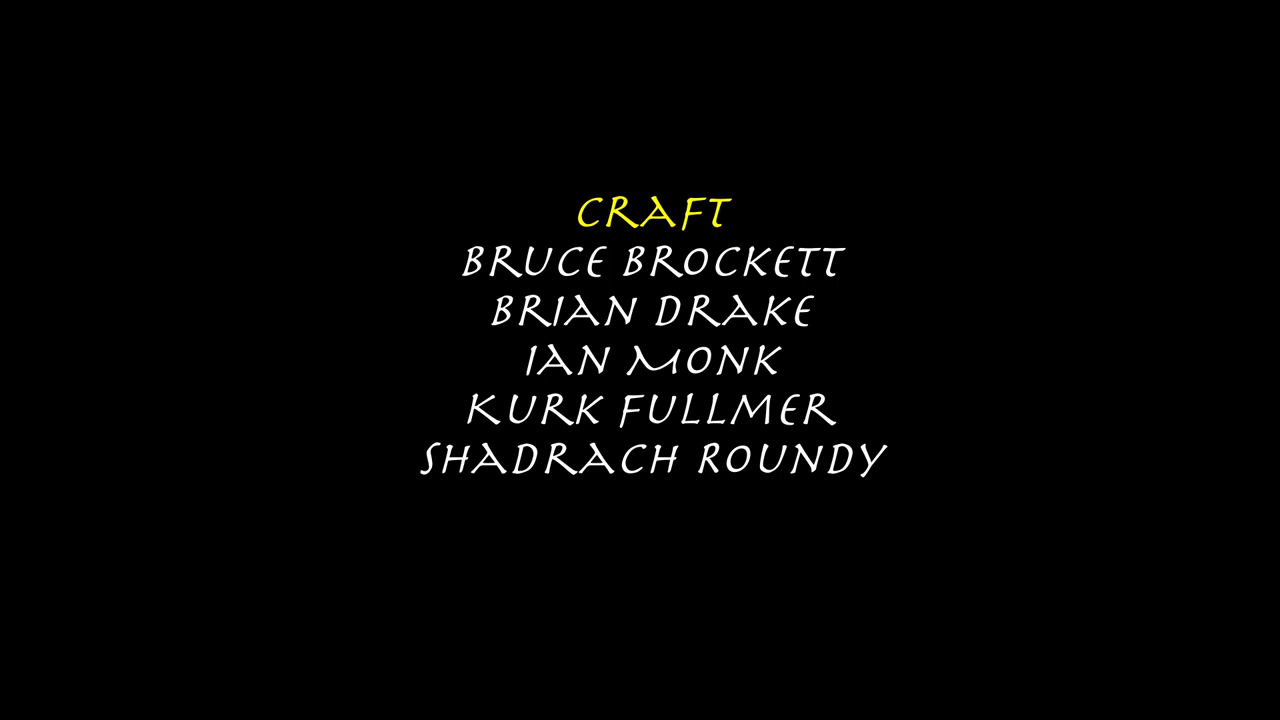 CRAFT
BRUCE BROCKETT
BRIAN DRAKE
IAN MONK
KURK FULLMER
SHADRACH ROUNDY